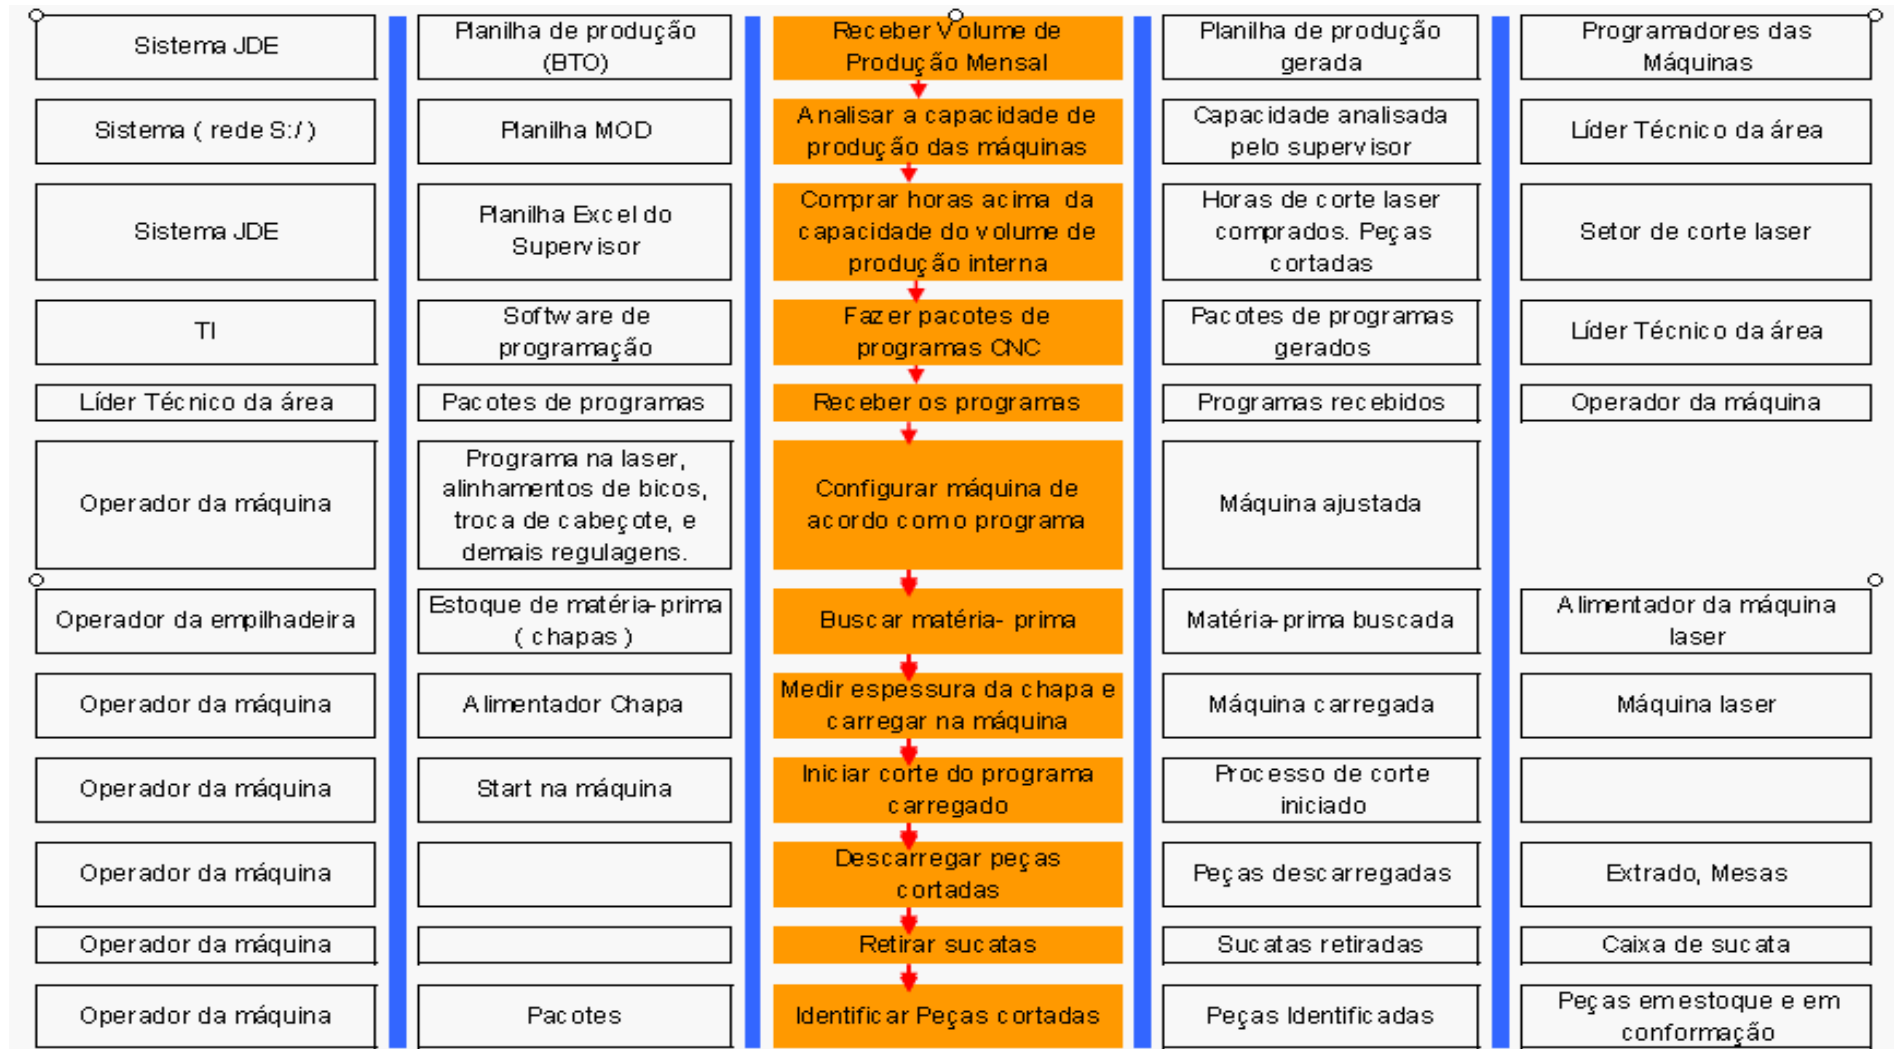 Sistema JDE
Planilha de produção
(BTO)
Receber Volume de
Produção Mensal
Planilha de produção
gerada
Programadores das
Máquinas
Sistema ( rede S:/ )
Planilha MOD
Analisar a capacidade de
produção das máquinas
Capacidade analisada
pelo supervisor
Líder Técnico da área
Sistema JDE
Planilha Excel do
Supervisor
Comprar horas acima da
capacidade do volume de
produção interna
Horas de corte laser
comprados. Peças
cortadas
Setor de corte laser
TI
Software de
programação
Fazer pacotes de
programas CNC
Pacotes de programas
gerados
Líder Técnico da área
Líder Técnico da área
Pacotes de programas
Receber os programas
Programas recebidos
Operador da máquina
Operador da máquina
Programa na laser,
alinhamentos de bicos,
troca de cabeçote, e
demais regulagens.
Configurar máquina de
acordo como programa
Máquina ajustada
Operador da empilhadeira
Estoque de matéria-prima
( chapas )
Buscar matéria- prima
Matéria-prima buscada
Alimentador da máquina
laser
Operador da máquina
Alimentador Chapa
Medir espessura da chapa e
carregar na máquina
Máquina carregada
Máquina laser
Operador da máquina
Start na máquina
Iniciar corte do programa
carregado
Processo de corte
iniciado
Operador da máquina
Descarregar peças
cortadas
Peças descarregadas
Extrado, Mesas
Operador da máquina
Retirar sucatas
Sucatas retiradas
Caixa de sucata
Operador da máquina
Pacotes
Identificar Peças cortadas
Peças Identificadas
Peças em estoque e em
conformação